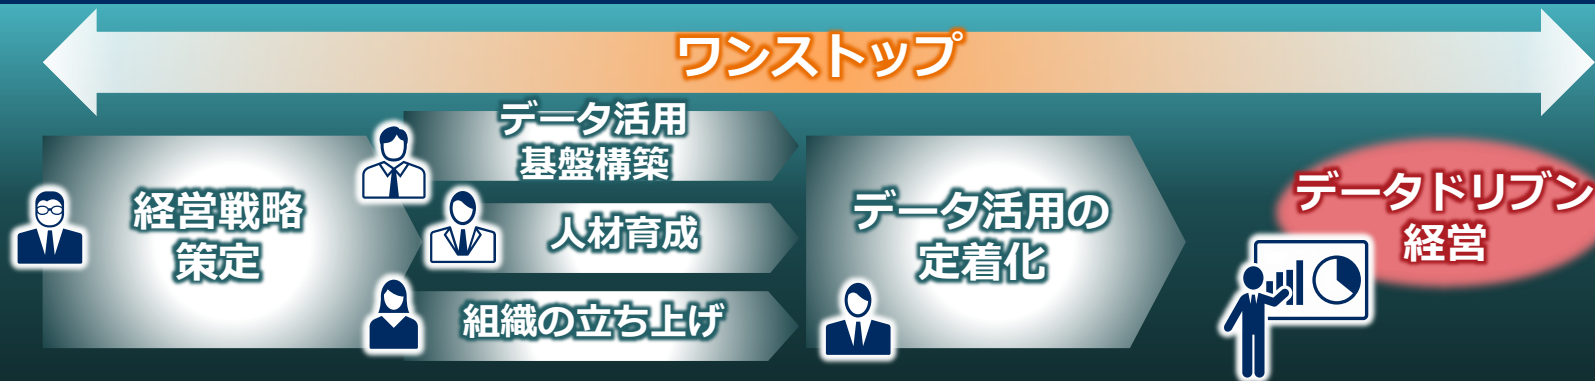 ワンストップ
経営戦略
策定
データ活用
基盤構築
人材育成
組織の立ち上げ
データ活用の
定着化
データドリブン
経営